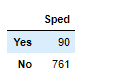 Sped
Yes 90
No 761